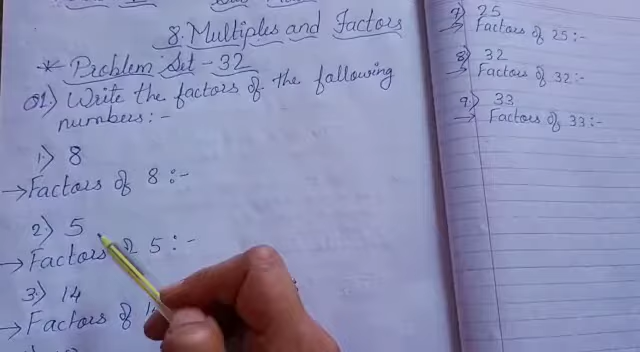 8. Multiples and Factors
* Problem Set - 32
Q1.) Write the factors of the following
numbers :-
1.) 8
→ Factors of 8 :-
2.) 5
→ Factors of 5 :-
3.) 14
→ Factors of
7.) 25
→ Factors of 25 :-
8.) 32
→ Factors of 32 :-
9.) 33
→ Factors of 33 :-